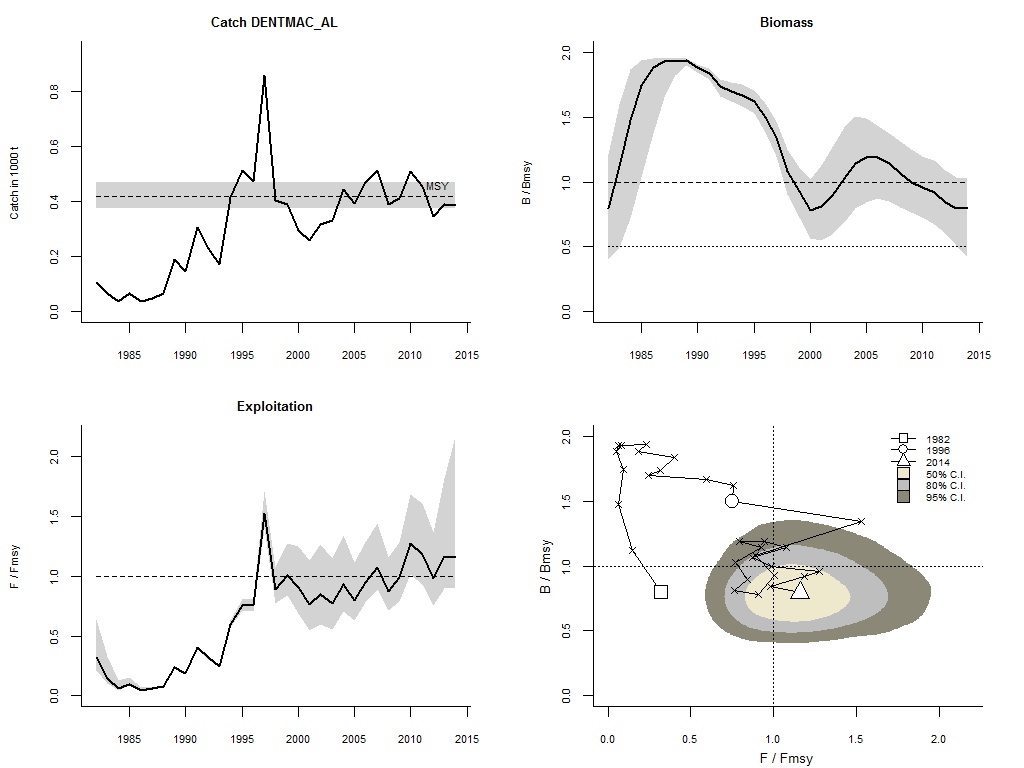 Catch DENTMAC_AL
Catch in 1000 t
0.0 0.2 0.4 0.6 0.8
MSY
1985 1990 1995 2000 2005 2010 2015
Biomass
B / Bmsy
0.0 0.5 1.0 1.5 2.0
1985 1990 1995 2000 2005 2010 2015
Exploitation
F / Fmsy
0.0 0.5 1.0 1.5 2.0
1985 1990 1995 2000 2005 2010 2015
B / Bmsy
0.0 0.5 1.0 1.5 2.0
1982
1996
2014
50% C.I.
80% C.I.
95% C.I.
0.0 0.5 1.0 1.5 2.0
F / Fmsy